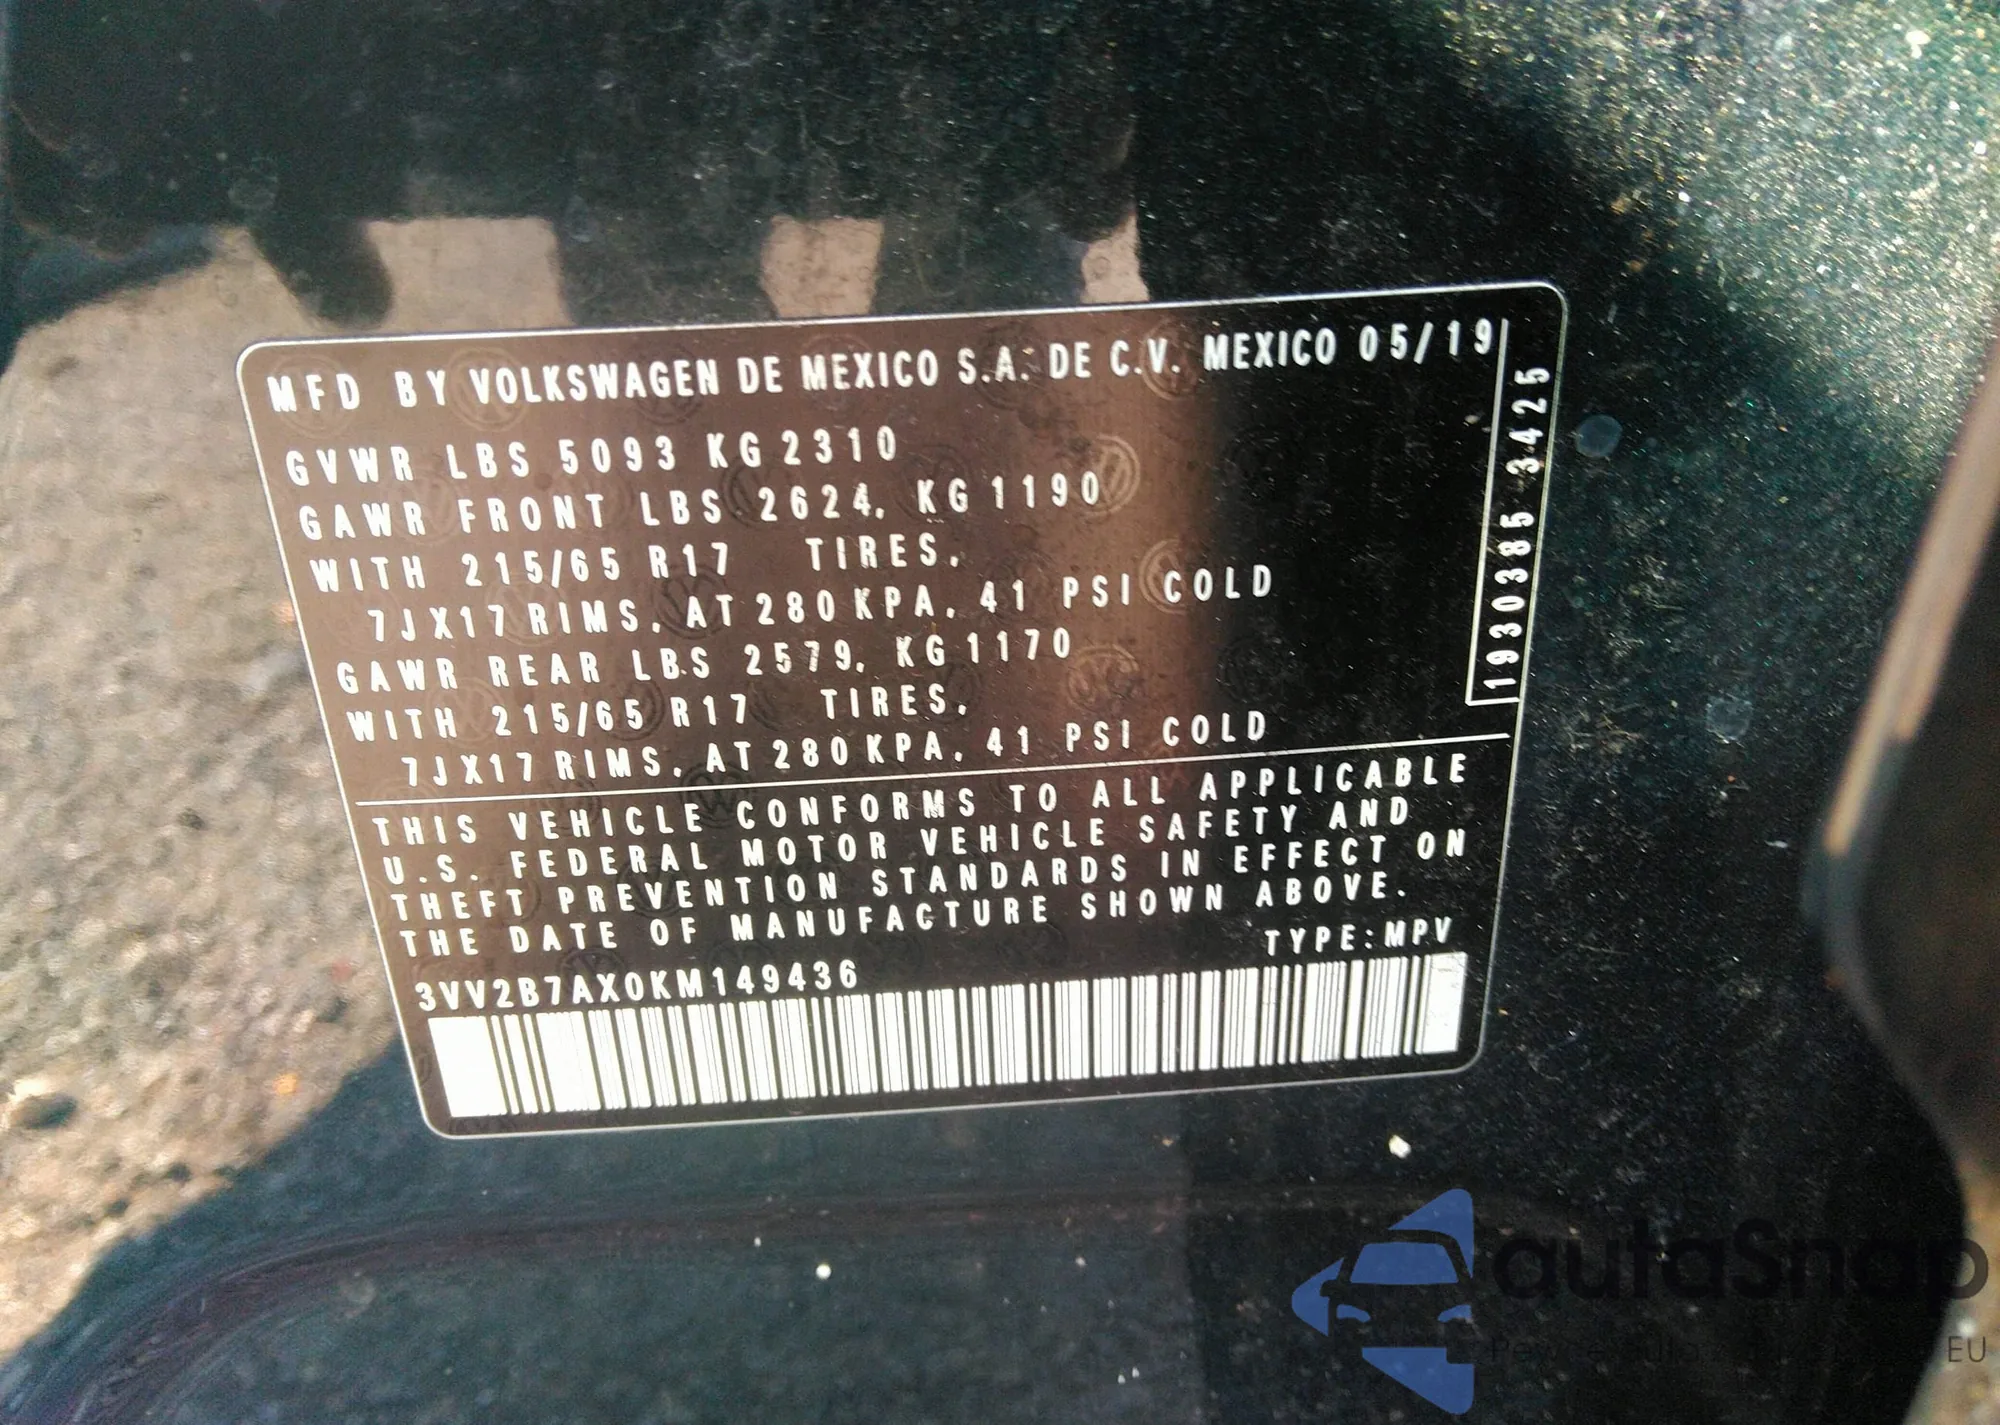 MFD BY VOLKSWAGEN DE MEXICO S.A. DE C.V. MEXICO 05/19
GVWR LBS 5093 KG 2310
GAWR FRONT LBS 2624, KG 1190
WITH 215/65 R17 TIRES,
7JX17 RIMS, AT 280 KPA, 41 PSI COLD
GAWR REAR LBS 2579, KG 1170
WITH 215/65 R17 TIRES,
7JX17 RIMS, AT 280 KPA, 41 PSI COLD
1930385 3425
THIS VEHICLE CONFORMS TO ALL APPLICABLE
U.S. FEDERAL MOTOR VEHICLE SAFETY AND
THEFT PREVENTION STANDARDS IN EFFECT ON
THE DATE OF MANUFACTURE SHOWN ABOVE.
TYPE:MPV
3VV2B7AX0KM149436
autaSnap
EU